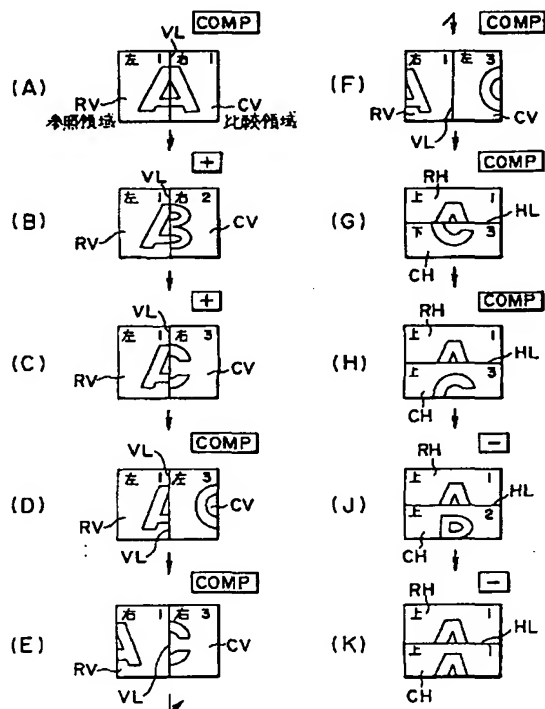 COMP
VL
(A) 左 1 右 1
A
RV 参照領域 CV 比較領域
+
VL
(B) 左 1 右 2
RV CV
+
VL
(C) 左 1 右 3
RV CV
COMP
VL
(D) 左 1 左 3
RV CV
VL
COMP
(E) 右 1 右 3
RV CV
VL
COMP
(F) 右 1 左 3
RV VL CV
COMP
RH
(G) 上 1 HL
下 3
CH
COMP
RH
(H) 上 1 HL
上 3
CH
-
RH
(J) 上 1 HL
上 2
CH
-
RH
(K) 上 1 HL
上 1
CH